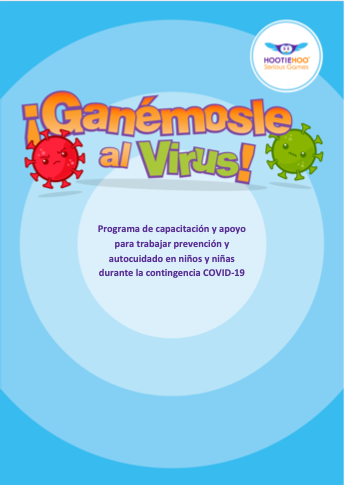 HOOTIEHOO
Serious Games
¡Ganémosle
al Virus!
Programa de capacitación y apoyo
para trabajar prevención y
autocuidado en niños y niñas
durante la contingencia COVID-19